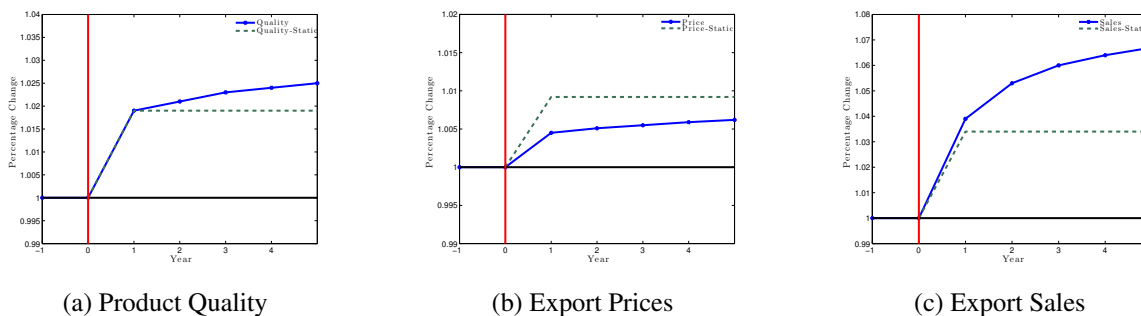 1.04
1.035
1.03
1.025
1.02
1.015
1.01
1.005
1
0.995
0.99
−1 0 1 2 3 4
Percentage Change
Year
Quality
Quality-Static
(a) Product Quality
1.02
1.015
1.01
1.005
1
0.995
0.99
−1 0 1 2 3 4
Percentage Change
Year
Price
Price-Static
(b) Export Prices
1.08
1.07
1.06
1.05
1.04
1.03
1.02
1.01
1
0.99
−1 0 1 2 3 4
Percentage Change
Year
Sales
Sales-Stat
(c) Export Sales